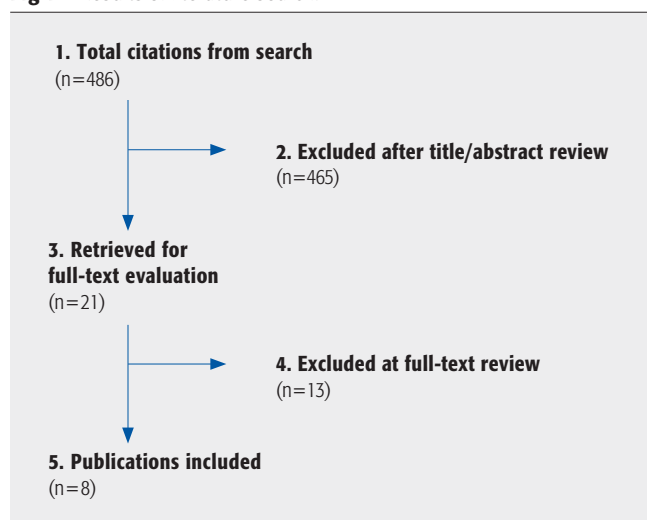 1. Total citations from search
(n=486)
2. Excluded after title/abstract review
(n=465)
3. Retrieved for
full-text evaluation
(n=21)
4. Excluded at full-text review
(n=13)
5. Publications included
(n=8)